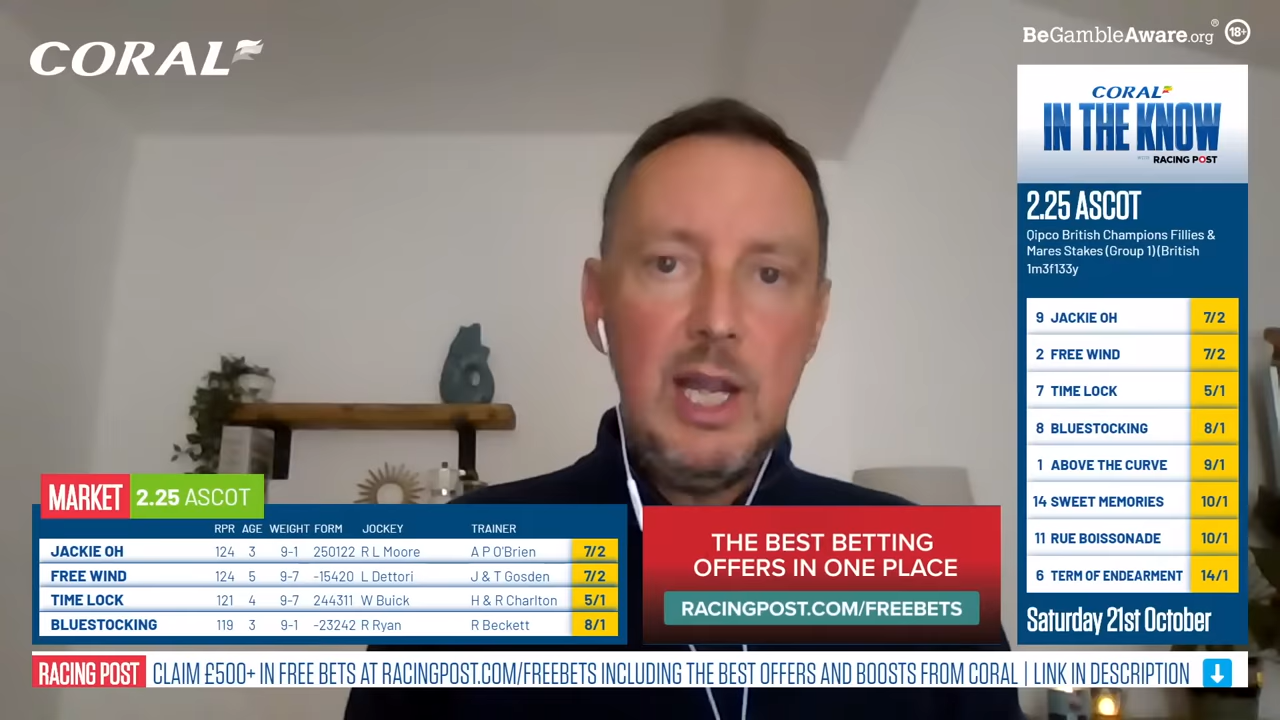 CORAL
BeGambleAware.org® 18+
CORAL
IN THE KNOW
WITH RACING POST
2.25 ASCOT
Qipco British Champions Fillies &
Mares Stakes (Group 1) (British
1m3f133y
9 JACKIE OH 7/2
2 FREE WIND 7/2
7 TIME LOCK 5/1
8 BLUESTOCKING 8/1
1 ABOVE THE CURVE 9/1
14 SWEET MEMORIES 10/1
11 RUE BOISSONADE 10/1
6 TERM OF ENDEARMENT 14/1
Saturday 21st October
MARKET 2.25 ASCOT
RPR AGE WEIGHT FORM JOCKEY TRAINER
JACKIE OH 124 3 9-1 250122 R L Moore A P O'Brien 7/2
FREE WIND 124 5 9-7 -15420 L Dettori J & T Gosden 7/2
TIME LOCK 121 4 9-7 244311 W Buick H & R Charlton 5/1
BLUESTOCKING 119 3 9-1 -23242 R Ryan R Beckett 8/1
THE BEST BETTING
OFFERS IN ONE PLACE
RACINGPOST.COM/FREEBETS
RACING POST CLAIM £500+ IN FREE BETS AT RACINGPOST.COM/FREEBETS INCLUDING THE BEST OFFERS AND BOOSTS FROM CORAL | LINK IN DESCRIPTION